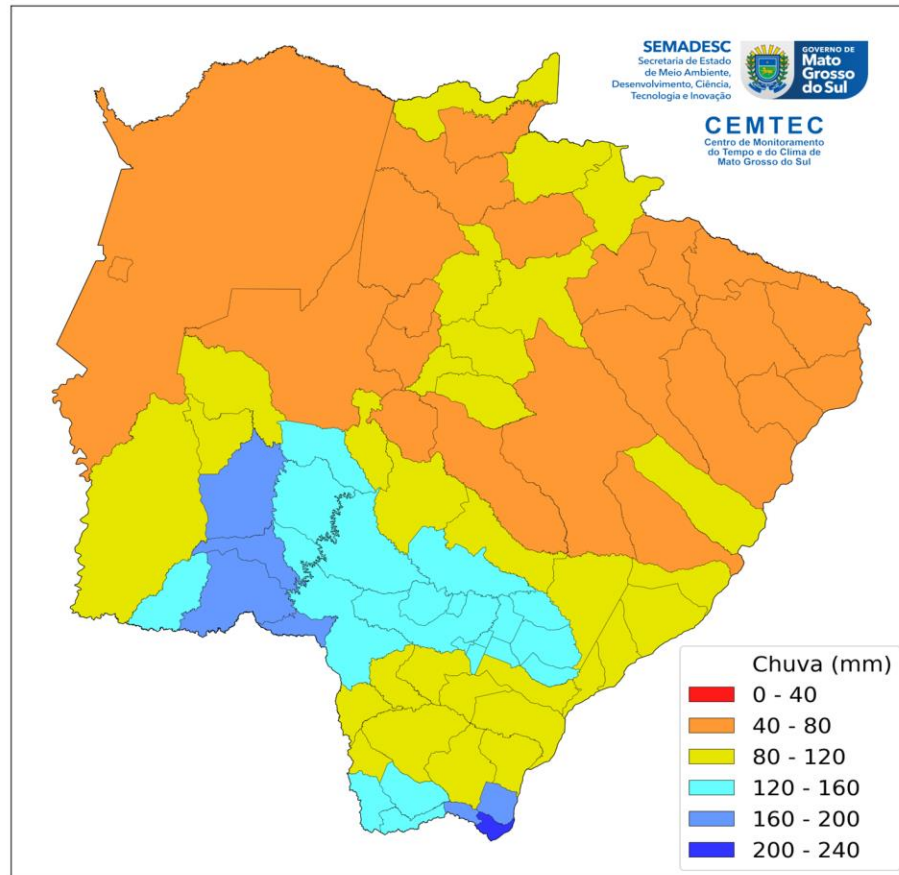 SEMADESC
Secretaria de Estado
de Meio Ambiente,
Desenvolvimento, Ciência,
Tecnologia e Inovação
GOVERNO DE
Mato
Grosso
do Sul
CEMTEC
Centro de Monitoramento
do Tempo e do Clima de
Mato Grosso do Sul
Chuva (mm)
0 - 40
40 - 80
80 - 120
120 - 160
160 - 200
200 - 240